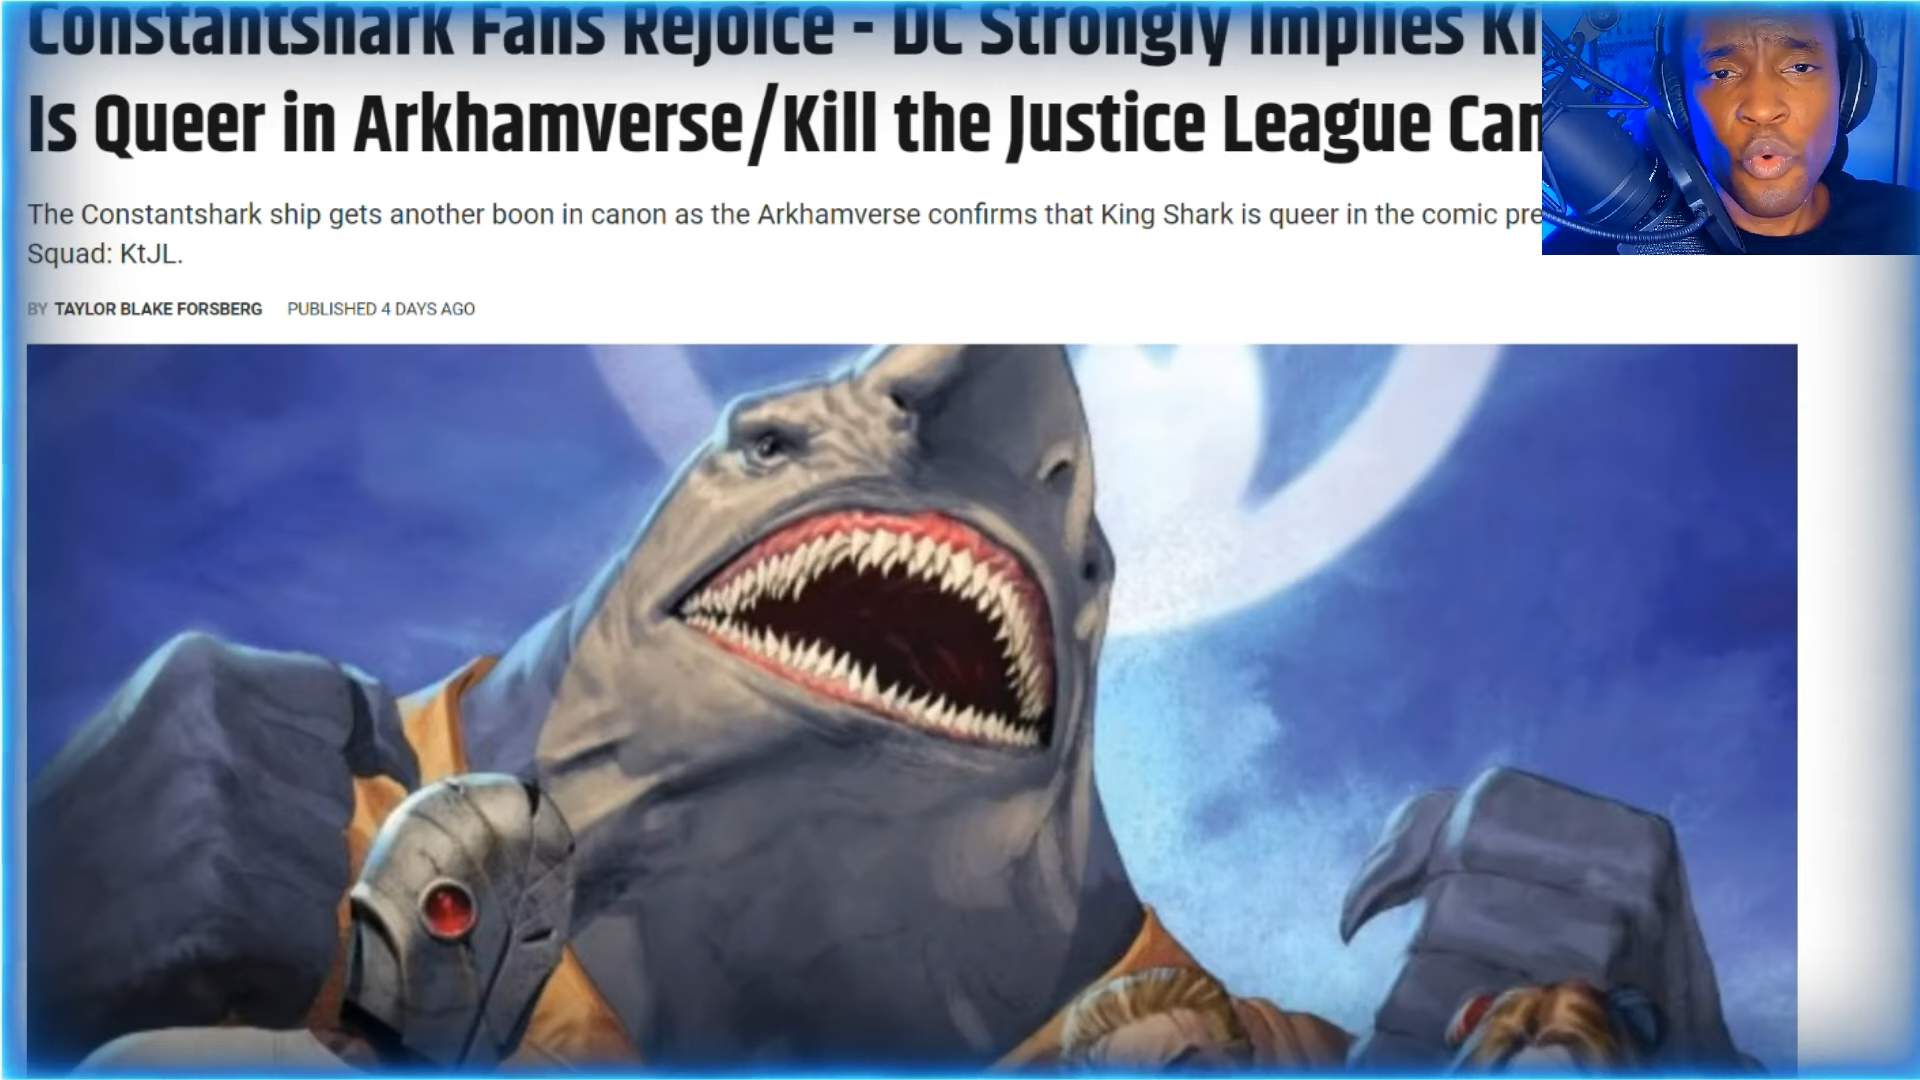 Constantshark Fans Rejoice - DC Strongly Implies Ki
Is Queer in Arkhamverse/Kill the Justice League Can
The Constantshark ship gets another boon in canon as the Arkhamverse confirms that King Shark is queer in the comic pre
Squad: KtJL.
BY TAYLOR BLAKE FORSBERG PUBLISHED 4 DAYS AGO